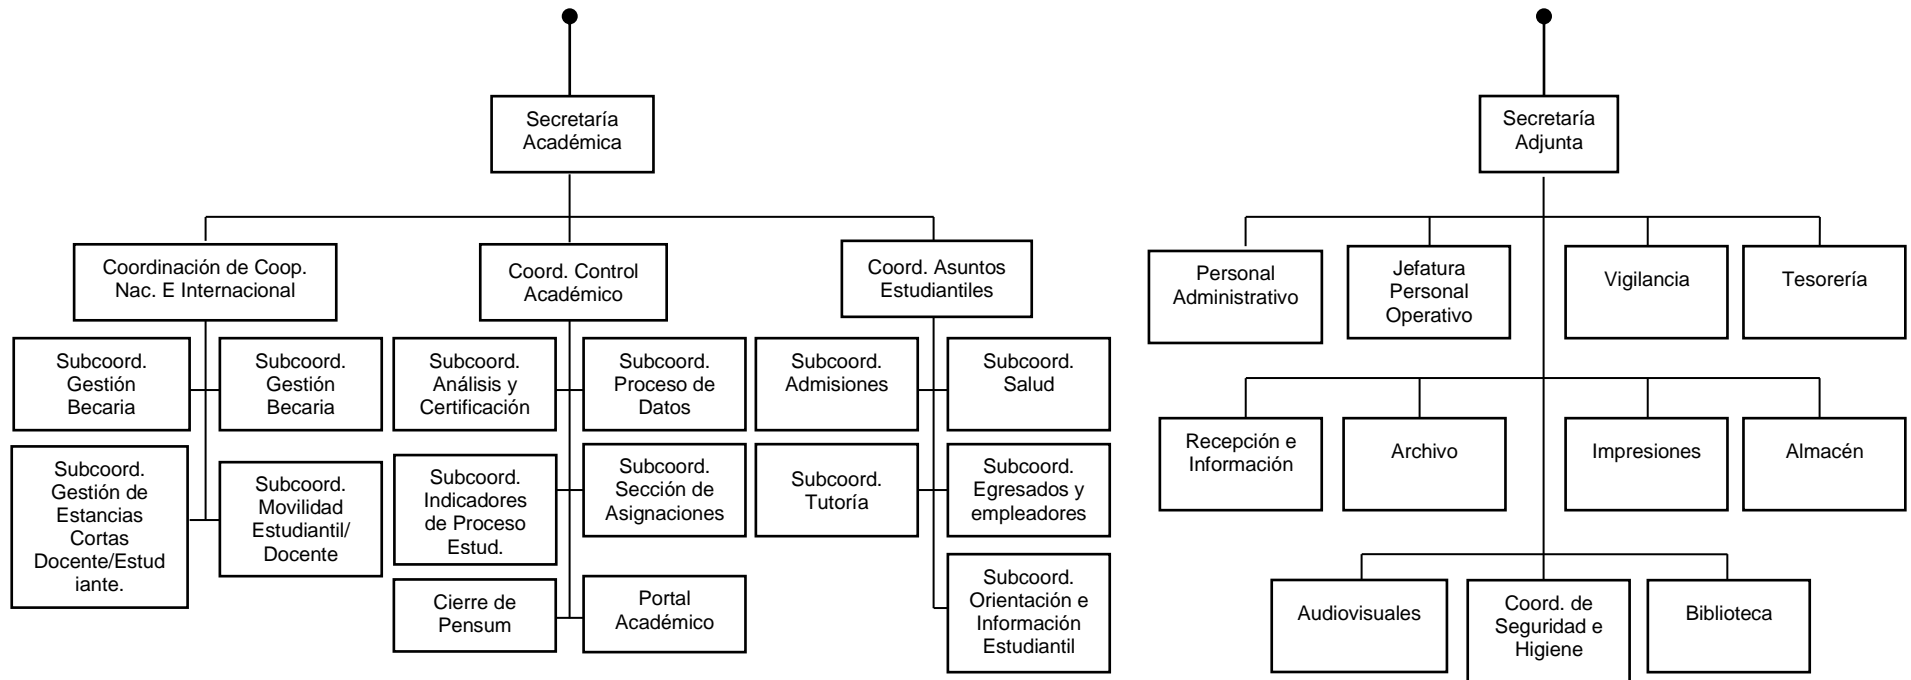 Secretaría
Académica
Coordinación de Coop.
Nac. E Internacional
Coord. Control
Académico
Coord. Asuntos
Estudiantiles
Subcoord.
Gestión
Becaria
Subcoord.
Gestión
Becaria
Subcoord.
Análisis y
Certificación
Subcoord.
Proceso de
Datos
Subcoord.
Admisiones
Subcoord.
Salud
Subcoord.
Gestión de
Estancias
Cortas
Docente/Estud
iante.
Subcoord.
Movilidad
Estudiantil/
Docente
Subcoord.
Indicadores
de Proceso
Estud.
Subcoord.
Sección de
Asignaciones
Subcoord.
Tutoría
Subcoord.
Egresados y
empleadores
Cierre de
Pensum
Portal
Académico
Subcoord.
Orientación e
Información
Estudiantil
Secretaría
Adjunta
Personal
Administrativo
Jefatura
Personal
Operativo
Vigilancia
Tesorería
Recepción e
Información
Archivo
Impresiones
Almacén
Audiovisuales
Coord. de
Seguridad e
Higiene
Biblioteca